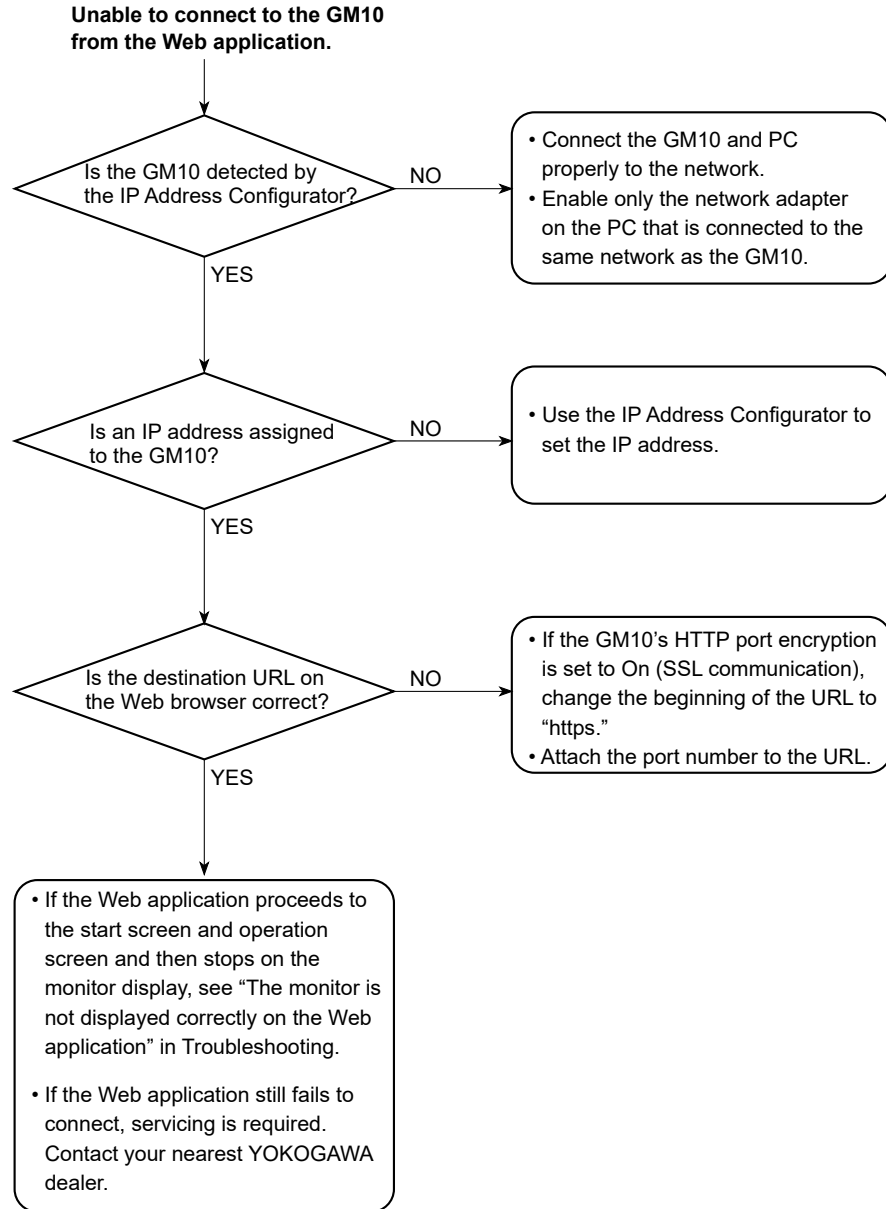 Unable to connect to the GM10
from the Web application.
Is the GM10 detected by
the IP Address Configurator?
NO
• Connect the GM10 and PC
properly to the network.
• Enable only the network adapter
on the PC that is connected to the
same network as the GM10.
YES
Is an IP address assigned
to the GM10?
NO
• Use the IP Address Configurator to
set the IP address.
YES
Is the destination URL on
the Web browser correct?
NO
• If the GM10’s HTTP port encryption
is set to On (SSL communication),
change the beginning of the URL to
“https.”
• Attach the port number to the URL.
YES
• If the Web application proceeds to
the start screen and operation
screen and then stops on the
monitor display, see “The monitor is
not displayed correctly on the Web
application” in Troubleshooting.
• If the Web application still fails to
connect, servicing is required.
Contact your nearest YOKOGAWA
dealer.